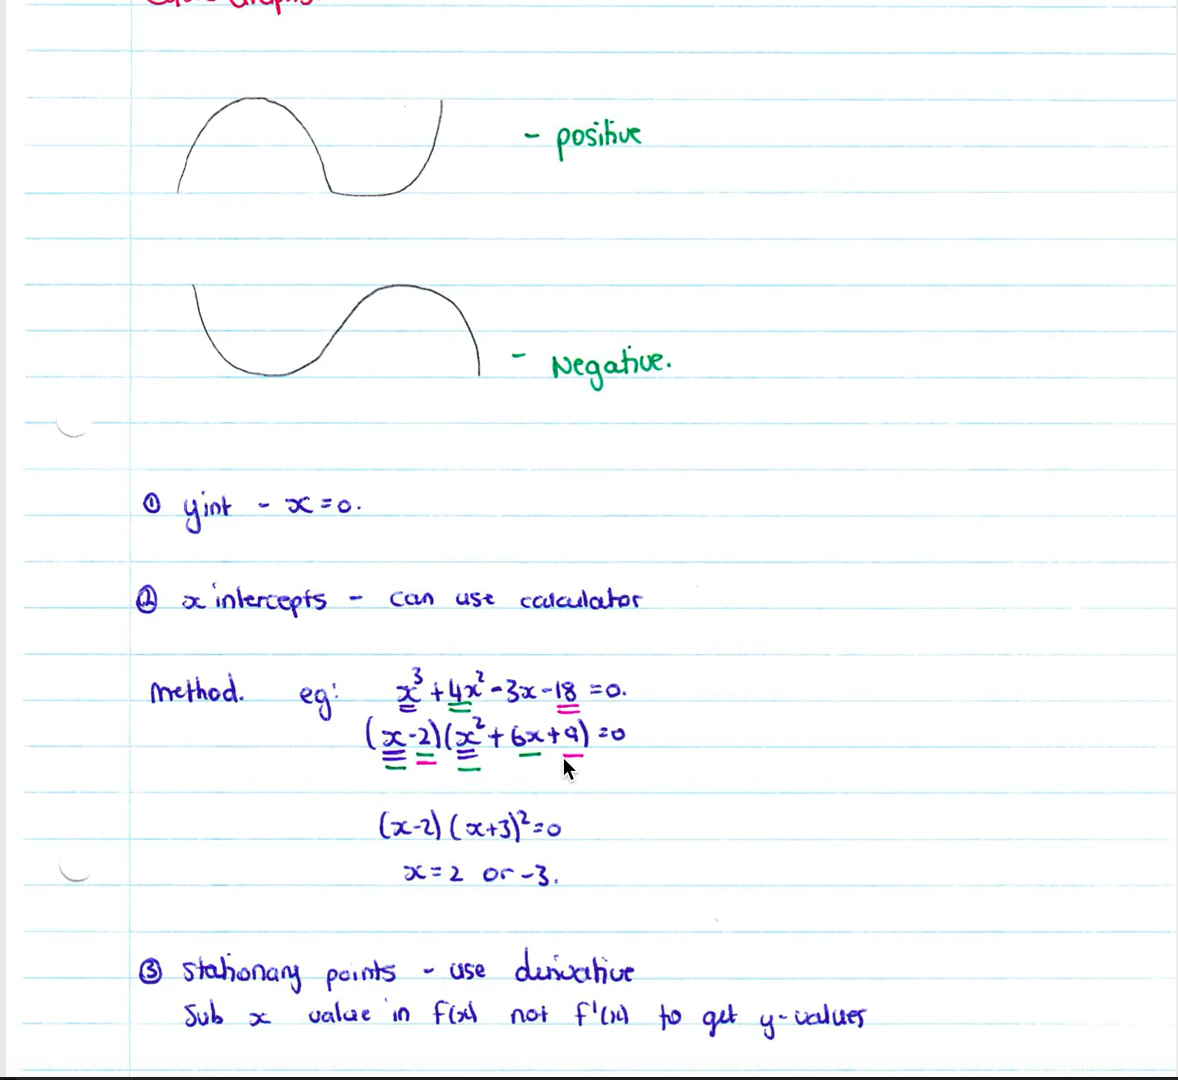 - positive
- Negative.
① y int - x = 0.
② x intercepts - can use calculator
Method. eg: x³ + 4x² - 3x - 18 = 0.
(x - 2)(x² + 6x + 9) = 0
(x-2) (x+3)² = 0
x = 2 or -3.
③ stationary points - use derivative
Sub x value in f(x) not f'(x) to get y-values